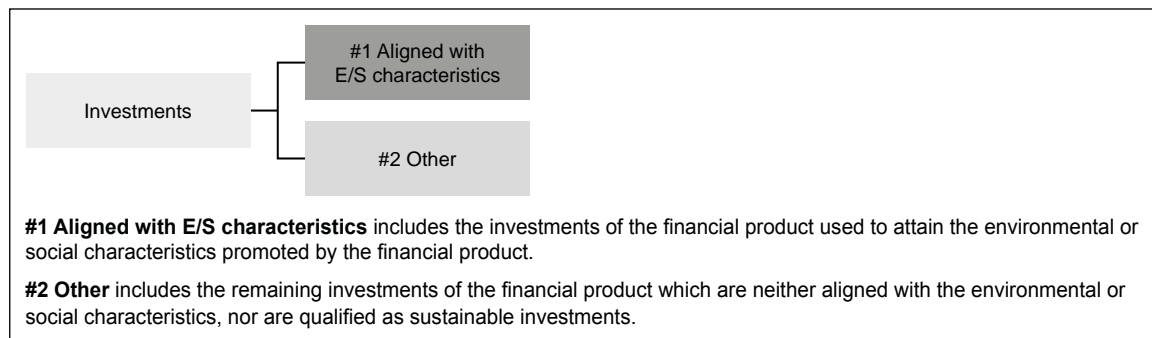 #1 Aligned with
E/S characteristics
Investments
#2 Other
#1 Aligned with E/S characteristics includes the investments of the financial product used to attain the environmental or
social characteristics promoted by the financial product.
#2 Other includes the remaining investments of the financial product which are neither aligned with the environmental or
social characteristics, nor are qualified as sustainable investments.